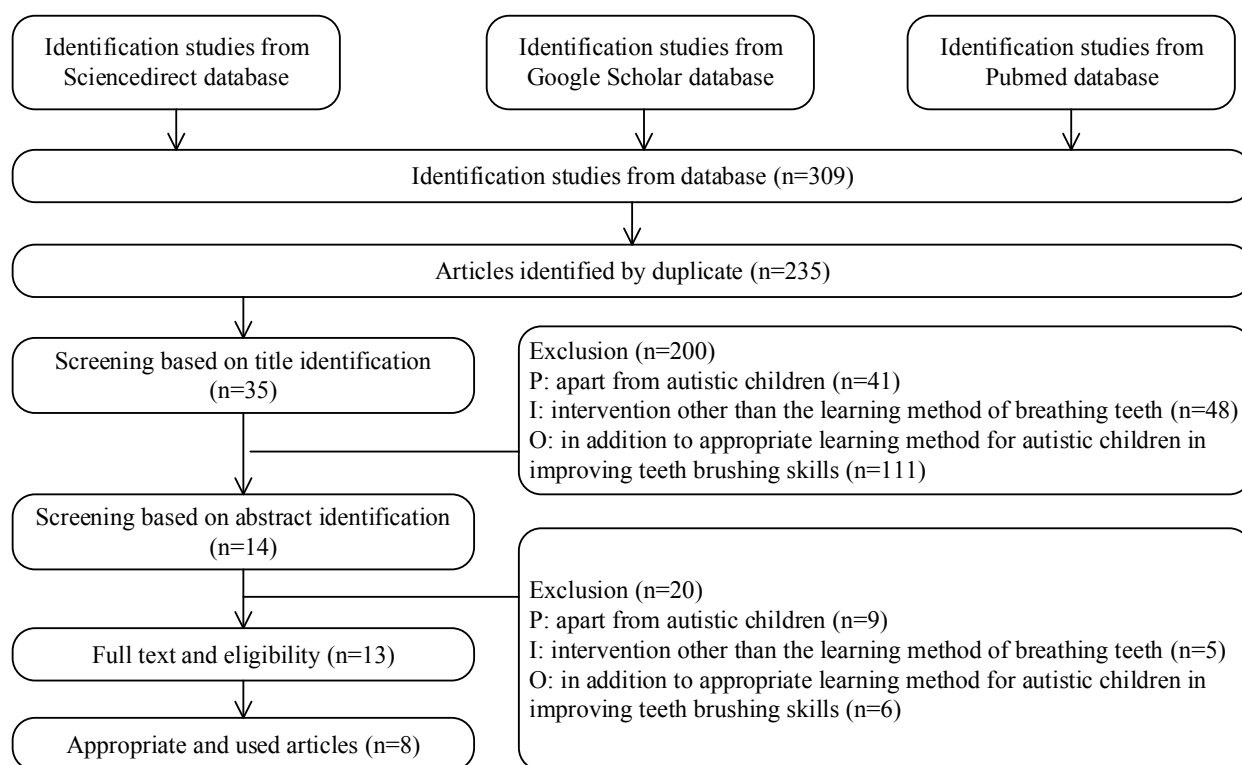 Identification studies from
Sciencedirect database
Identification studies from
Google Scholar database
Identification studies from
Pubmed database
Identification studies from database (n=309)
Articles identified by duplicate (n=235)
Screening based on title identification
(n=35)
Exclusion (n=200)
P: apart from autistic children (n=41)
I: intervention other than the learning method of breathing teeth (n=48)
O: in addition to appropriate learning method for autistic children in
improving teeth brushing skills (n=111)
Screening based on abstract identification
(n=14)
Exclusion (n=20)
P: apart from autistic children (n=9)
I: intervention other than the learning method of breathing teeth (n=5)
O: in addition to appropriate learning method for autistic children in
improving teeth brushing skills (n=6)
Full text and eligibility (n=13)
Appropriate and used articles (n=8)